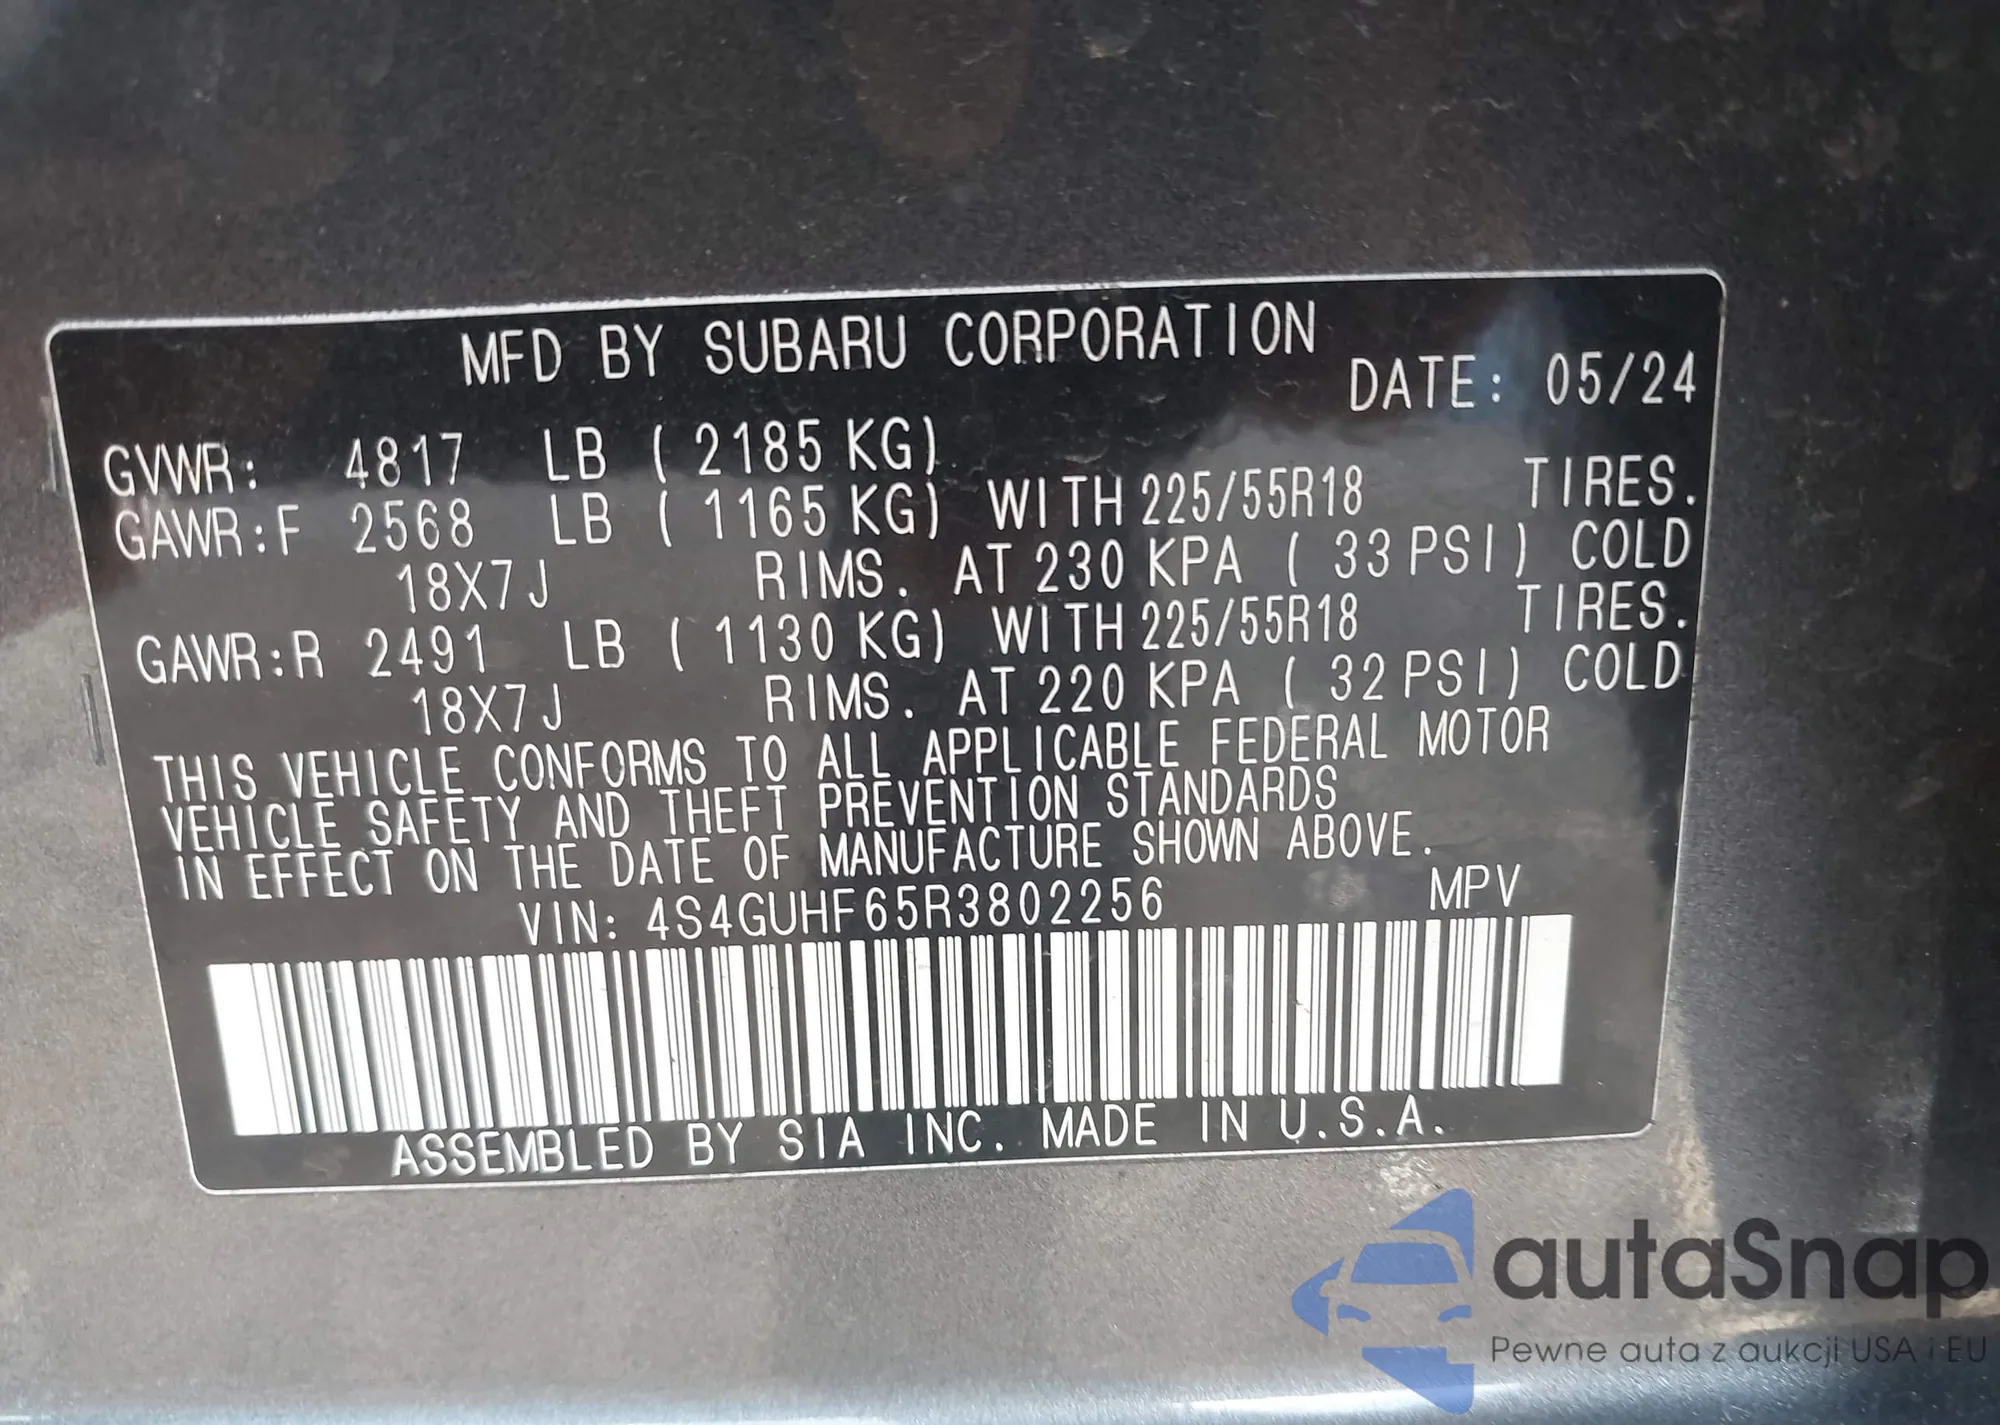 MFD BY SUBARU CORPORATION
DATE: 05/24
GVWR: 4817 LB ( 2185 KG)
GAWR:F 2568 LB ( 1165 KG) WITH 225/55R18 TIRES.
18X7J RIMS. AT 230 KPA ( 33 PSI) COLD
GAWR:R 2491 LB ( 1130 KG) WITH 225/55R18 TIRES.
18X7J RIMS. AT 220 KPA ( 32 PSI) COLD
THIS VEHICLE CONFORMS TO ALL APPLICABLE FEDERAL MOTOR
VEHICLE SAFETY AND THEFT PREVENTION STANDARDS
IN EFFECT ON THE DATE OF MANUFACTURE SHOWN ABOVE.
VIN: 4S4GUHF65R3802256 MPV
ASSEMBLED BY SIA INC. MADE IN U.S.A.
autaSnap
Pewne auta z aukcji USA i EU